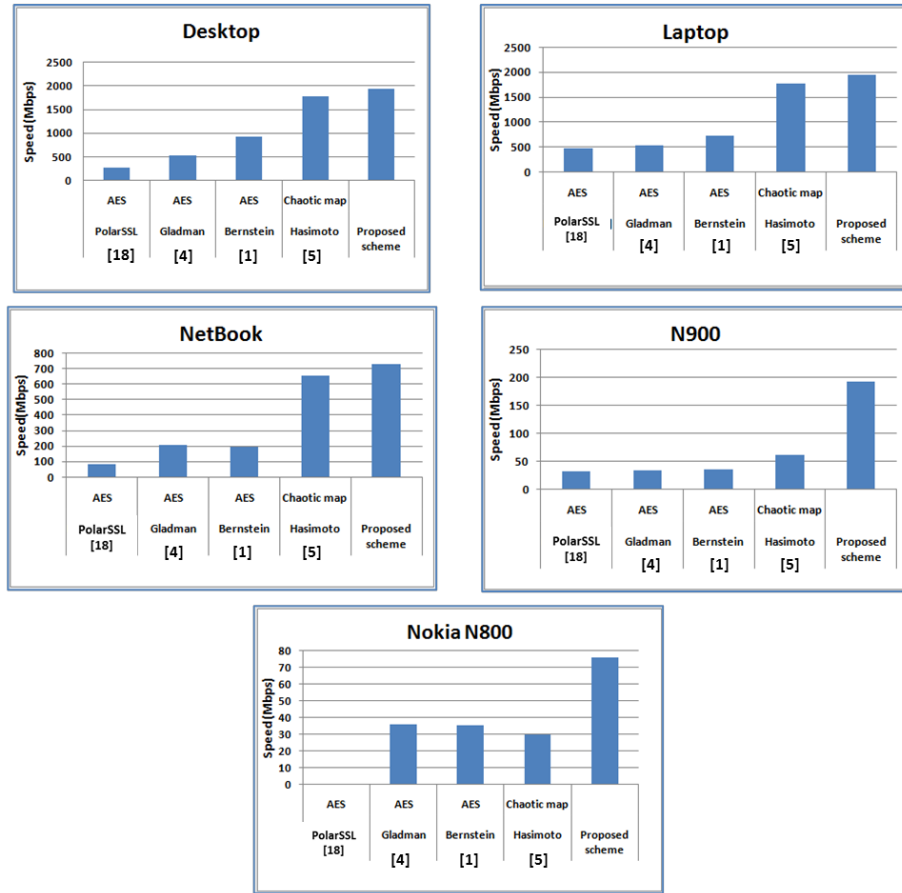 Desktop
Speed(Mbps)
2500
2000
1500
1000
500
0
AES AES AES Chaotic map
PolarSSL Gladman Bernstein Hasimoto Proposed
scheme
[18] [4] [1] [5]
Laptop
Speed(Mbps)
2500
2000
1500
1000
500
0
AES AES AES Chaotic map
PolarSSL Gladman Bernstein Hasimoto Proposed
[18] scheme
[4] [1] [5]
NetBook
Speed(Mbps)
800
700
600
500
400
300
200
100
0
AES AES AES Chaotic map
PolarSSL Gladman Bernstein Hasimoto Proposed
[18] scheme
[4] [1] [5]
N900
Speed(Mbps)
250
200
150
100
50
0
AES AES AES Chaotic map
PolarSSL Gladman Bernstein Hasimoto Proposed
[18] scheme
[4] [1] [5]
Nokia N800
Speed(Mbps)
80
70
60
50
40
30
20
10
0
AES AES AES Chaotic map
PolarSSL Gladman Bernstein Hasimoto Proposed
[18] scheme
[4] [1] [5]